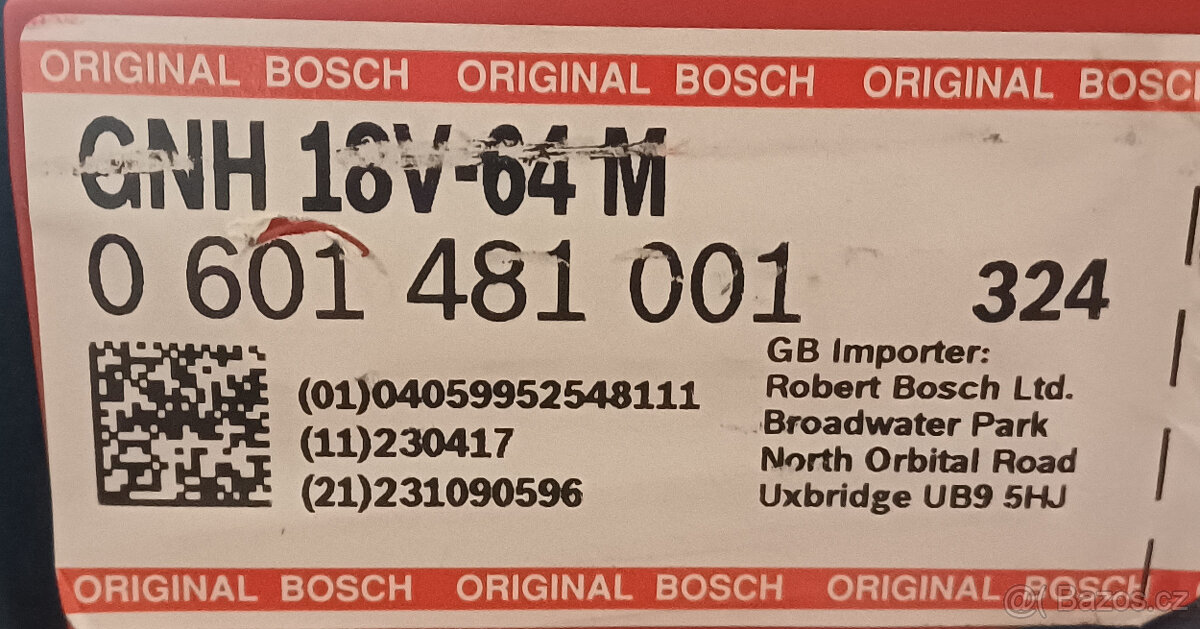 ORIGINAL BOSCH ORIGINAL BOSCH ORIGINAL BOSC
GNH 18V-64 M
0 601 481 001 324
(01)04059952548111
(11)230417
(21)231090596
GB Importer:
Robert Bosch Ltd.
Broadwater Park
North Orbital Road
Uxbridge UB9 5HJ
ORIGINAL BOSCH ORIGINAL BOSCH ORIGINAL BOSCH
Bazos.cz